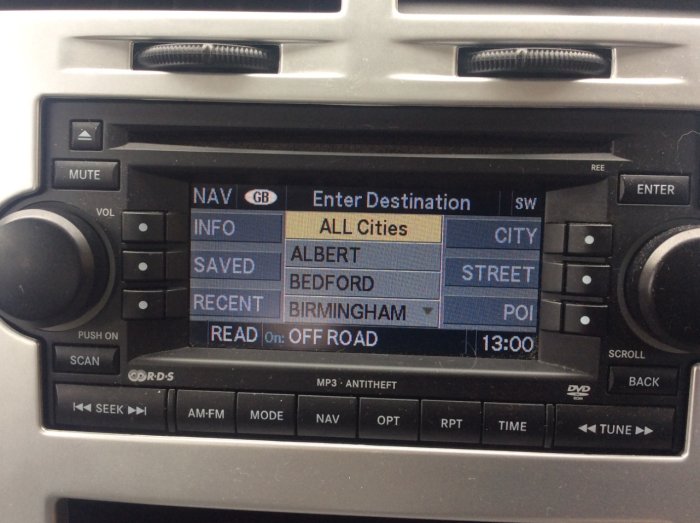 REE
MUTE
ENTER
VOL
NAV GB Enter Destination SW
INFO
ALL Cities
CITY
ALBERT
SAVED
STREET
BEDFORD
RECENT
BIRMINGHAM
POI
READ On: OFF ROAD 13:00
PUSH ON
SCROLL
SCAN
BACK
R·D·S
MP3 · ANTITHEFT
DVD
SEEK
AM·FM
MODE
NAV
OPT
RPT
TIME
TUNE